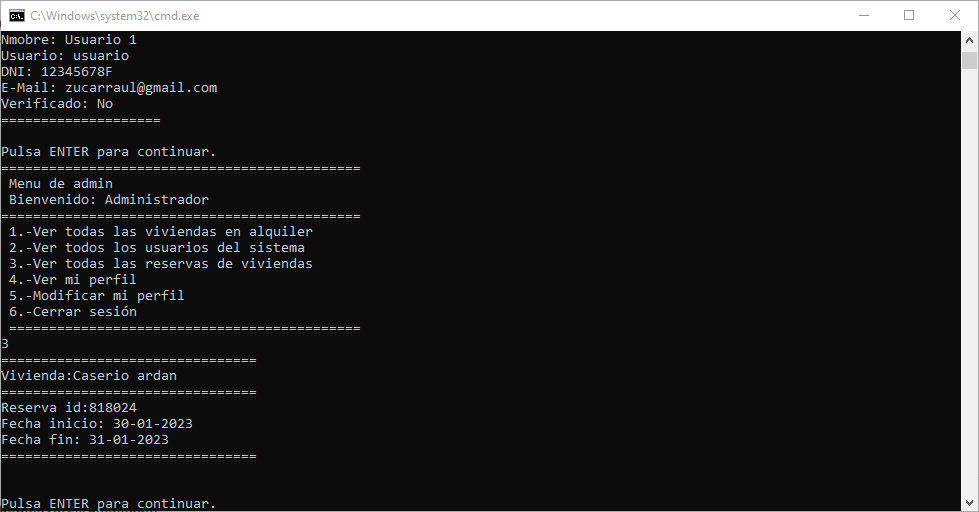 C:\Windows\system32\cmd.exe
Nmobre: Usuario 1
Usuario: usuario
DNI: 12345678F
E-Mail: zucarraul@gmail.com
Verificado: No
====================
Pulsa ENTER para continuar.
=============================================
Menu de admin
Bienvenido: Administrador
=============================================
1.-Ver todas las viviendas en alquiler
2.-Ver todos los usuarios del sistema
3.-Ver todas las reservas de viviendas
4.-Ver mi perfil
5.-Modificar mi perfil
6.-Cerrar sesión
============================================
3
================================
Vivienda:Caserio ardan
================================
Reserva id:818024
Fecha inicio: 30-01-2023
Fecha fin: 31-01-2023
================================
Pulsa ENTER para continuar.